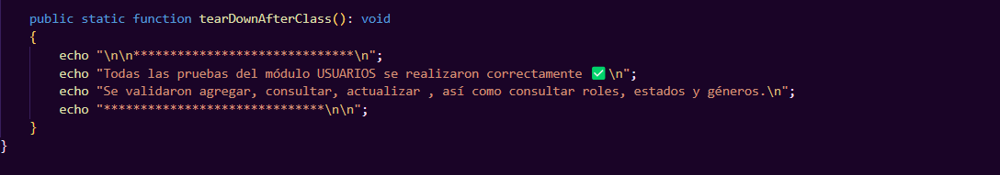 public static function tearDownAfterClass(): void
{
echo "\n\n******************************\n";
echo "Todas las pruebas del módulo USUARIOS se realizaron correctamente ✅\n";
echo "Se validaron agregar, consultar, actualizar , así como consultar roles, estados y géneros.\n";
echo "******************************\n\n";
}
}